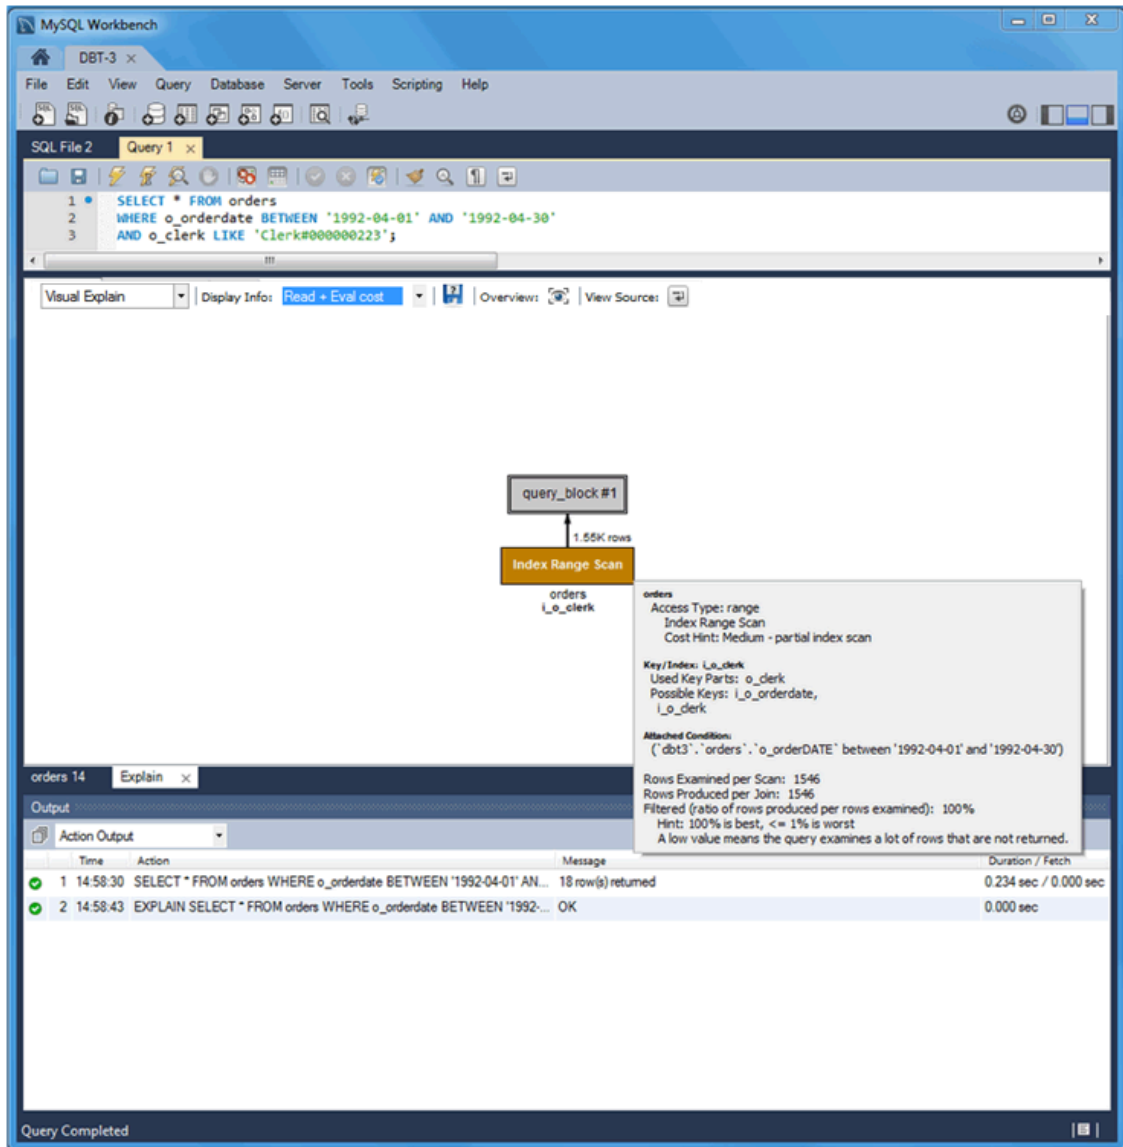 MySQL Workbench
DBT-3 ×
File Edit View Query Database Server Tools Scripting Help
SQL File 2 Query 1 ×
1 SELECT * FROM orders
2 WHERE o_orderdate BETWEEN '1992-04-01' AND '1992-04-30'
3 AND o_clerk LIKE 'Clerk#000000223';
Visual Explain Display Info: Read + Eval cost Overview: View Source:
query_block #1
1.55K rows
Index Range Scan
orders
i_o_clerk
orders
Access Type: range
Index Range Scan
Cost Hint: Medium - partial index scan
Key/Index: i_o_clerk
Used Key Parts: o_clerk
Possible Keys: i_o_orderdate,
i_o_clerk
Attached Condition:
(`dbt3`.`orders`.`o_orderDATE` between '1992-04-01' and '1992-04-30')
Rows Examined per Scan: 1546
Rows Produced per Join: 1546
Filtered (ratio of rows produced per rows examined): 100%
Hint: 100% is best, <= 1% is worst
A low value means the query examines a lot of rows that are not returned.
orders 14 Explain ×
Output
Action Output
Time Action Message Duration / Fetch
1 14:58:30 SELECT * FROM orders WHERE o_orderdate BETWEEN '1992-04-01' AN... 18 row(s) returned 0.234 sec / 0.000 sec
2 14:58:43 EXPLAIN SELECT * FROM orders WHERE o_orderdate BETWEEN '1992-... OK 0.000 sec
Query Completed